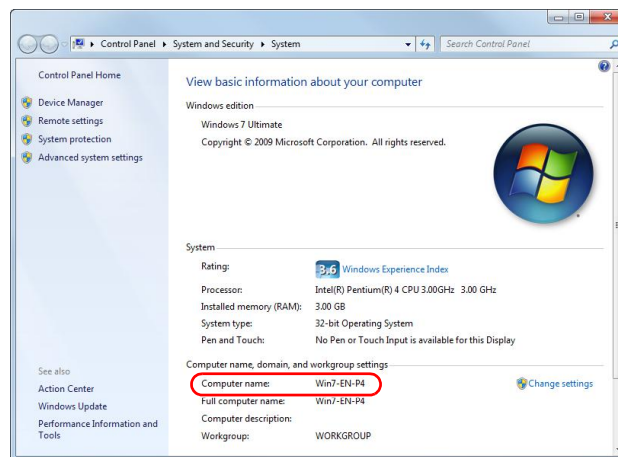 Control Panel ▸ System and Security ▸ System
Search Control Panel
Control Panel Home
Device Manager
Remote settings
System protection
Advanced system settings
See also
Action Center
Windows Update
Performance Information and
Tools
View basic information about your computer
Windows edition
Windows 7 Ultimate
Copyright © 2009 Microsoft Corporation. All rights reserved.
System
Rating: 3.6 Windows Experience Index
Processor: Intel(R) Pentium(R) 4 CPU 3.00GHz 3.00 GHz
Installed memory (RAM): 3.00 GB
System type: 32-bit Operating System
Pen and Touch: No Pen or Touch Input is available for this Display
Computer name, domain, and workgroup settings
Computer name: Win7-EN-P4 Change settings
Full computer name: Win7-EN-P4
Computer description:
Workgroup: WORKGROUP